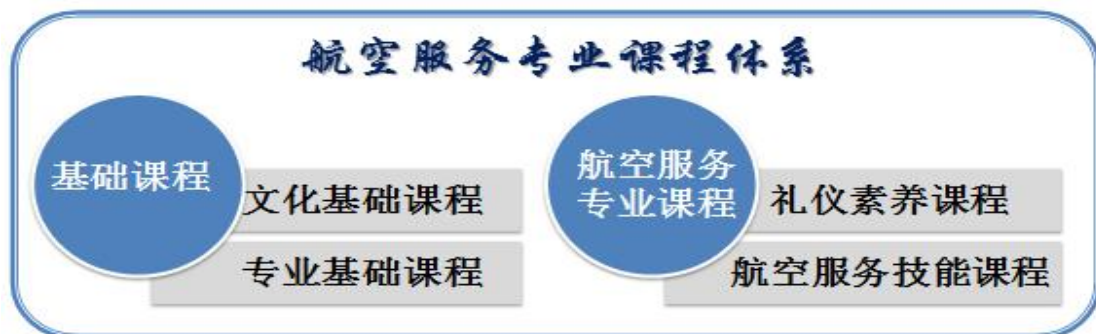 航空服务专业课程体系
基础课程
文化基础课程
专业基础课程
航空服务
专业课程
礼仪素养课程
航空服务技能课程